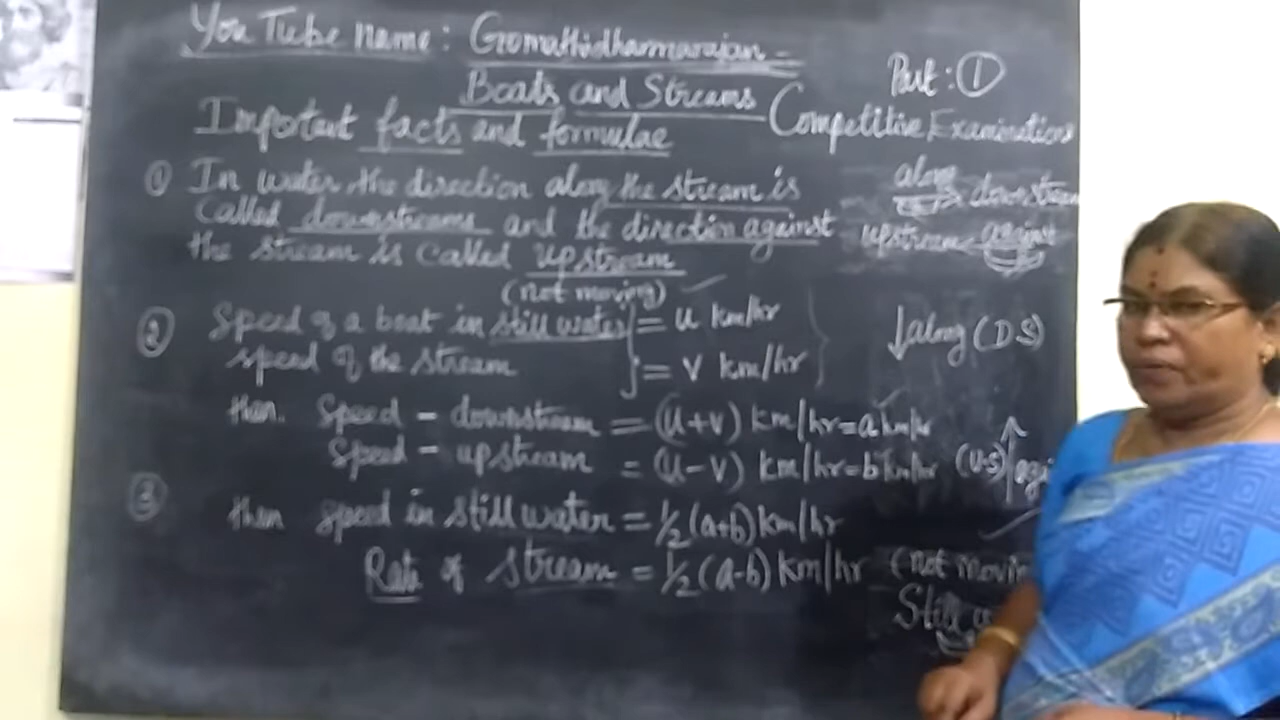 You Tube name: Gomathidharmarajan
Part: ①
Boats and Streams
(Competitive Examinations
Important facts and formulae
① In water the direction along the stream is
called downstreams and the direction against
the stream is called upstream
along
downstream
upstream against
(not moving)
② Speed of a boat in still water = u km/hr
speed of the stream = v km/hr
↓along (DS)
then speed - downstream = (u+v) km/hr=a km/hr
speed - upstream = (u-v) km/hr=b km/hr
(U-S)↑agai
③ then speed in still water = 1/2 (a+b) km/hr
Rate of stream = 1/2 (a-b) km/hr
(not movin
Still